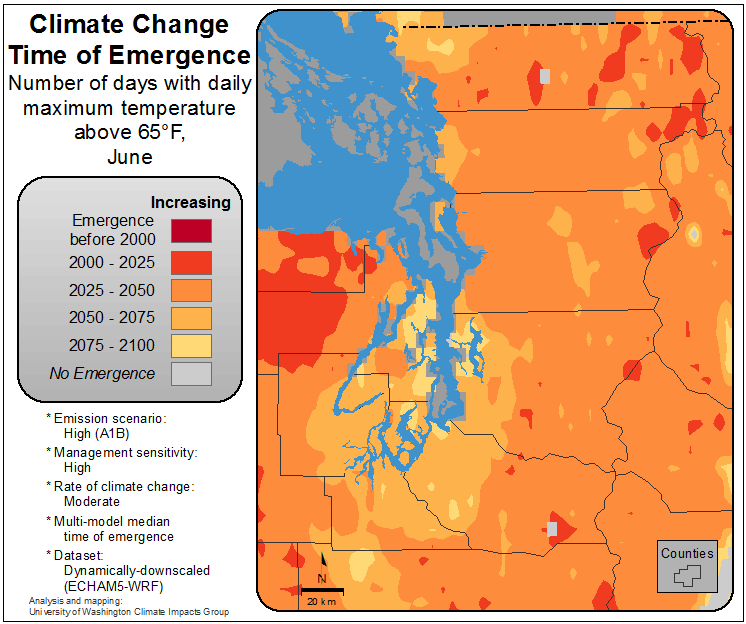 Climate Change
Time of Emergence
Number of days with daily
maximum temperature
above 65°F,
June
Increasing
Emergence
before 2000
2000 - 2025
2025 - 2050
2050 - 2075
2075 - 2100
No Emergence
* Emission scenario:
High (A1B)
* Management sensitivity:
High
* Rate of climate change:
Moderate
* Multi-model median
time of emergence
* Dataset:
Dynamically-downscaled
(ECHAM5-WRF)
Analysis and mapping:
University of Washington Climate Impacts Group
N
20 km
Counties